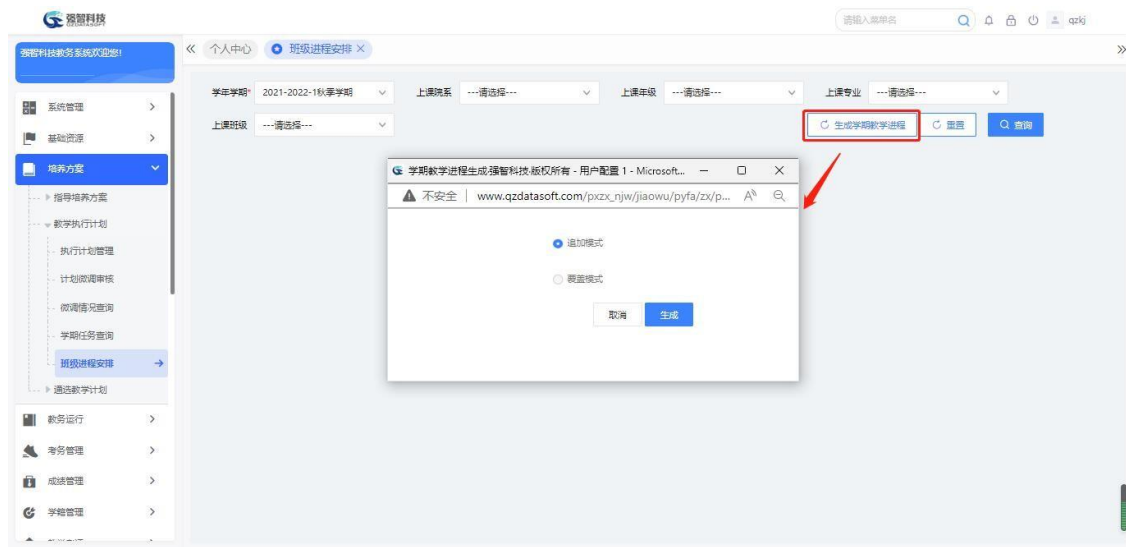 强智科技
QZDATASOFT
请输入菜单名
qzkj
强智科技教务系统欢迎您!
个人中心 班级进程安排
学年学期* 2021-2022-1秋季学期 上课院系 ---请选择--- 上课年级 ---请选择--- 上课专业 ---请选择---
上课班级 ---请选择--- 生成学期教学进程 重置 查询
系统管理
基础资源
培养方案
指导培养方案
教学执行计划
执行计划管理
计划微调审核
微调情况查询
学期任务查询
班级进程安排
通选教学计划
教务运行
考务管理
成绩管理
学籍管理
学期教学进程生成-强智科技-版权所有 - 用户配置 1 - Microsoft...
不安全 www.qzdatasoft.com/pxzx_njw/jiaowu/pyfa/zx/p...
追加模式
覆盖模式
取消 生成